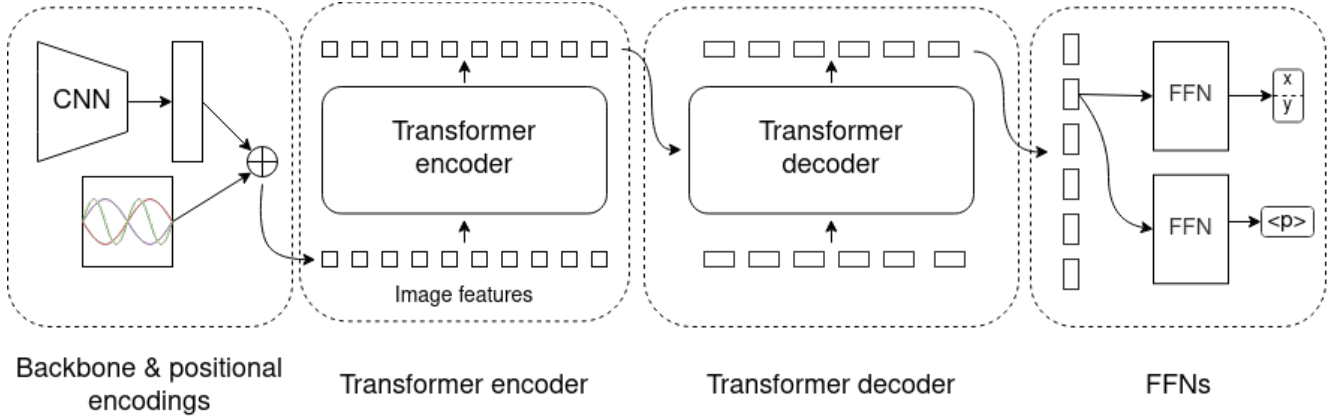 CNN
Transformer
encoder
Image features
Transformer
decoder
FFN
x
y
FFN
<p>
Backbone & positional
encodings
Transformer encoder
Transformer decoder
FFNs